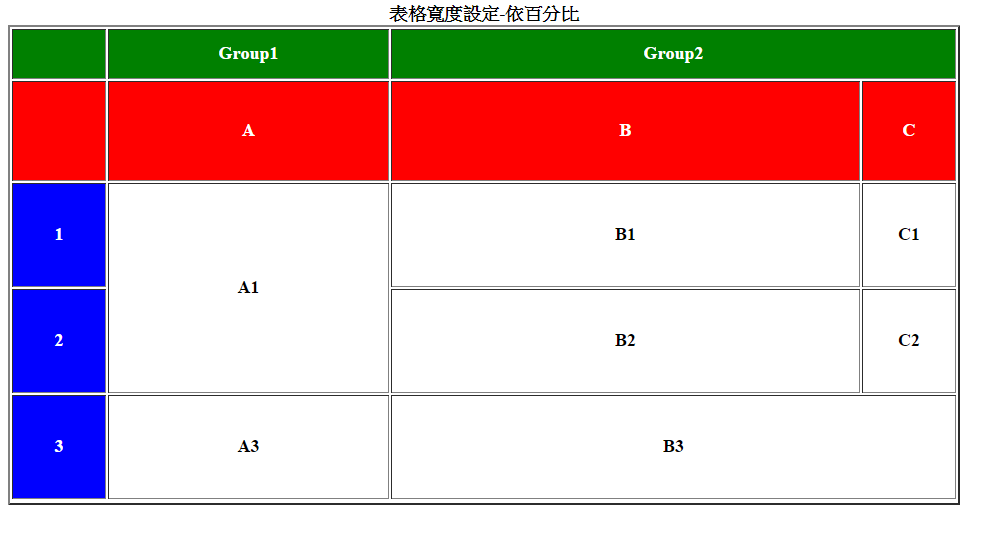 表格寬度設定-依百分比
Group1 Group2
A B C
1 A1 B1 C1
2 B2 C2
3 A3 B3